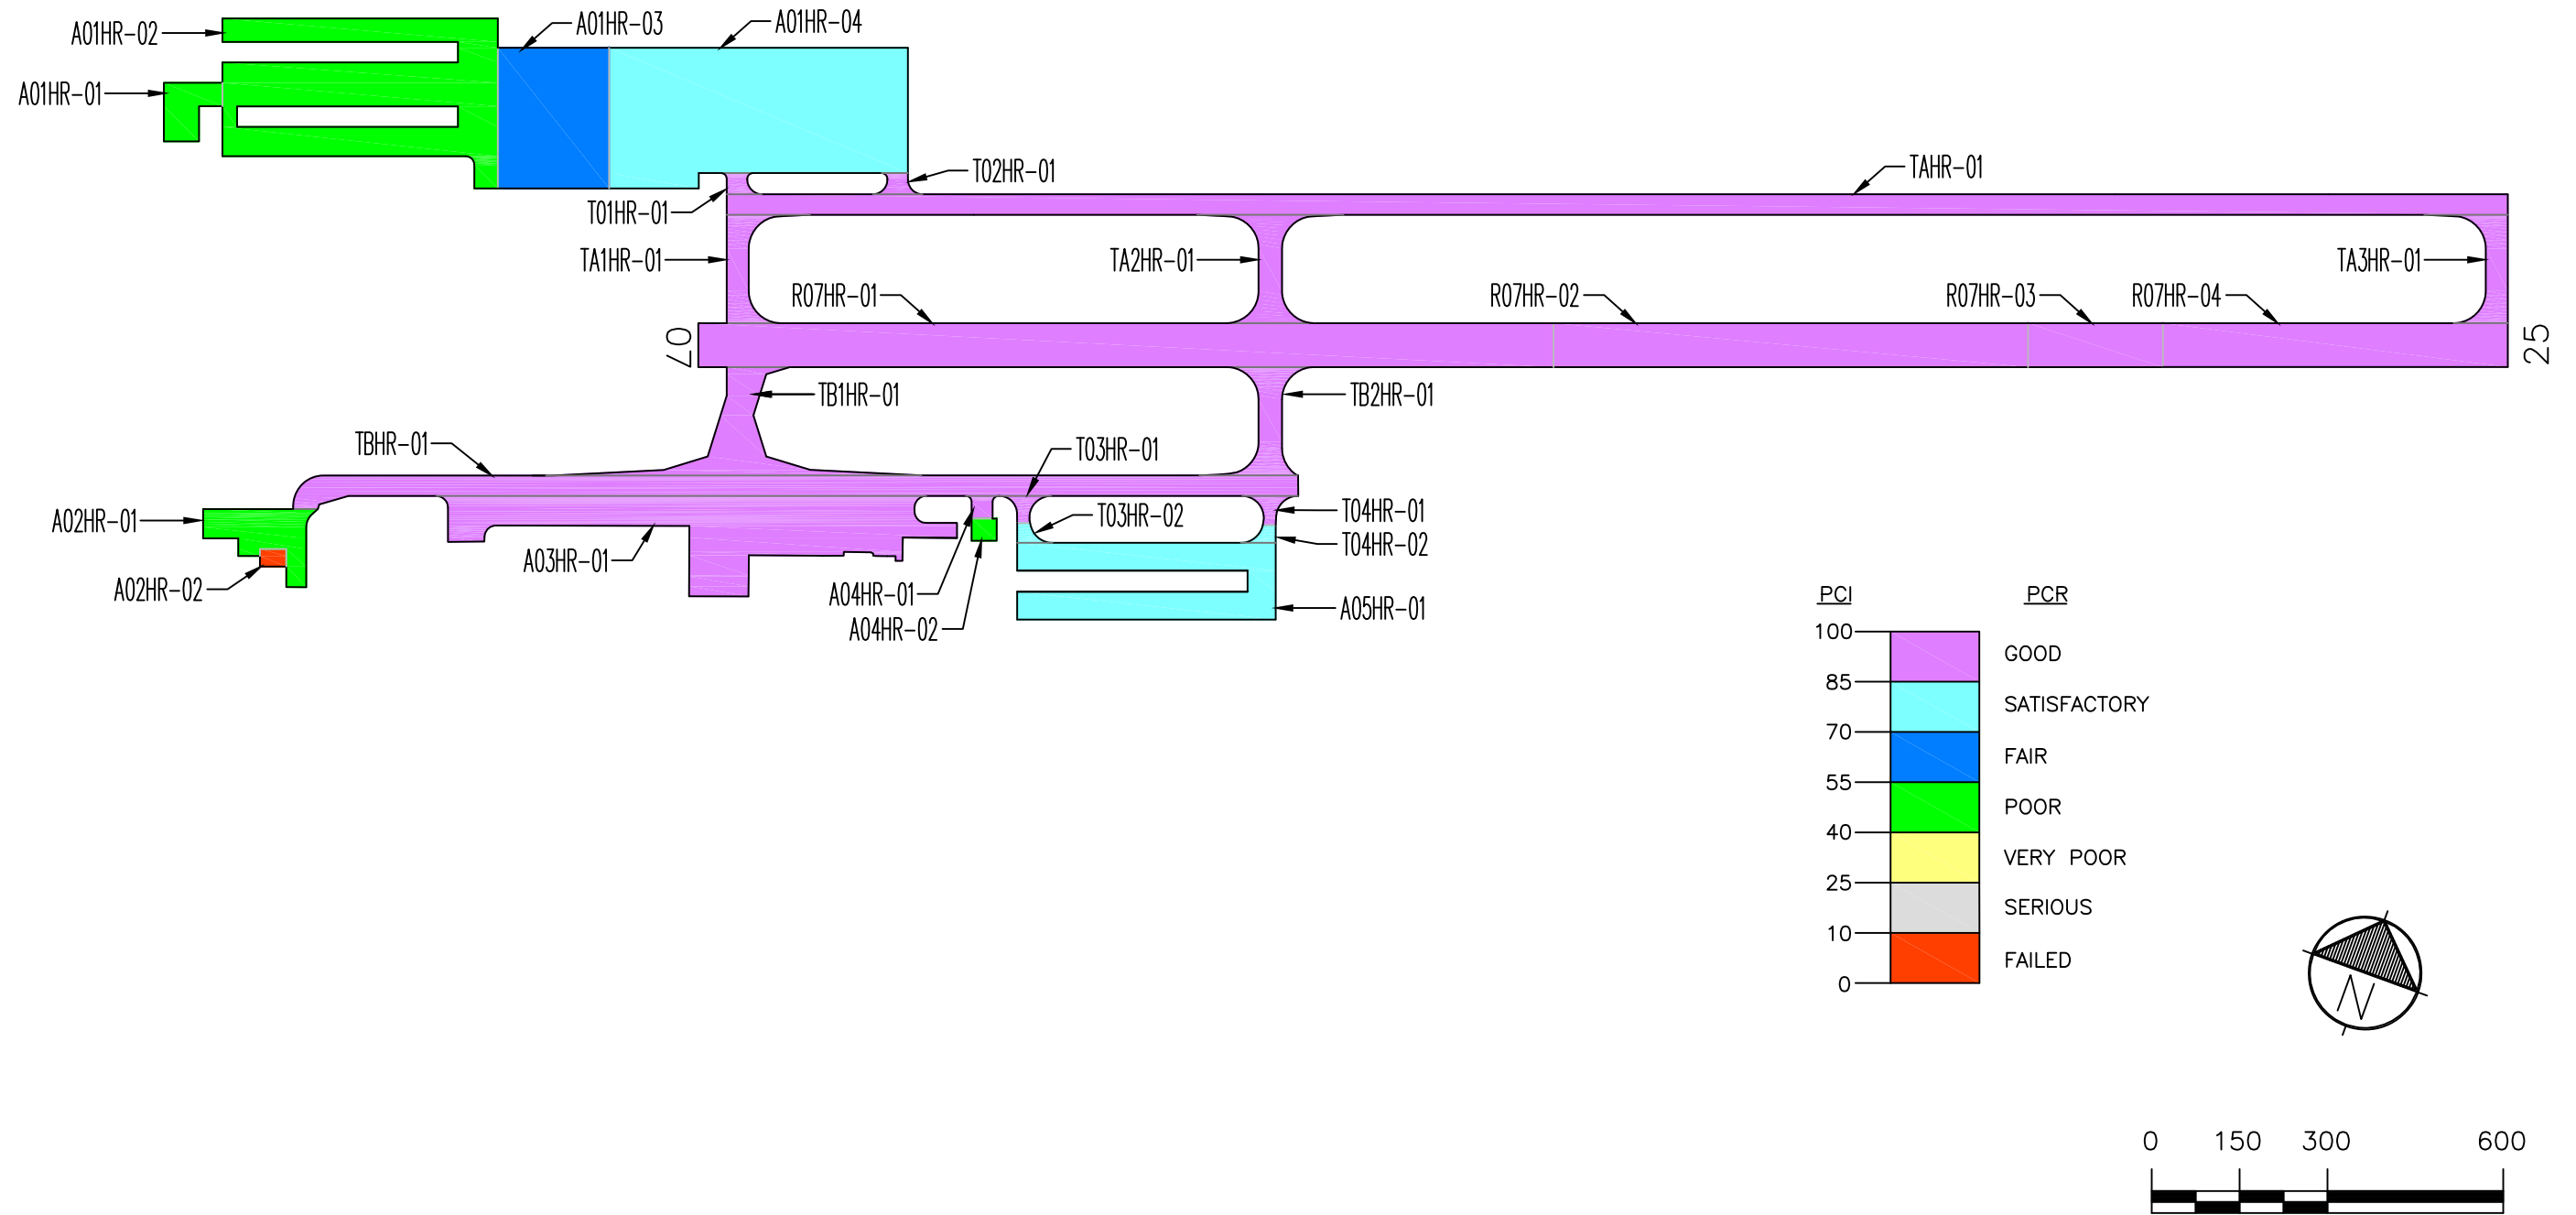 A01HR-02
A01HR-03
A01HR-04
A01HR-01
T02HR-01
TAHR-01
T01HR-01
TA1HR-01
TA2HR-01
TA3HR-01
R07HR-01
R07HR-02
R07HR-03
R07HR-04
07
25
TB1HR-01
TB2HR-01
TBHR-01
T03HR-01
A02HR-01
T03HR-02
T04HR-01
T04HR-02
A03HR-01
A02HR-02
A04HR-01
A04HR-02
A05HR-01
PCI PCR
100
GOOD
85
SATISFACTORY
70
FAIR
55
POOR
40
VERY POOR
25
SERIOUS
10
FAILED
0
N
0 150 300 600